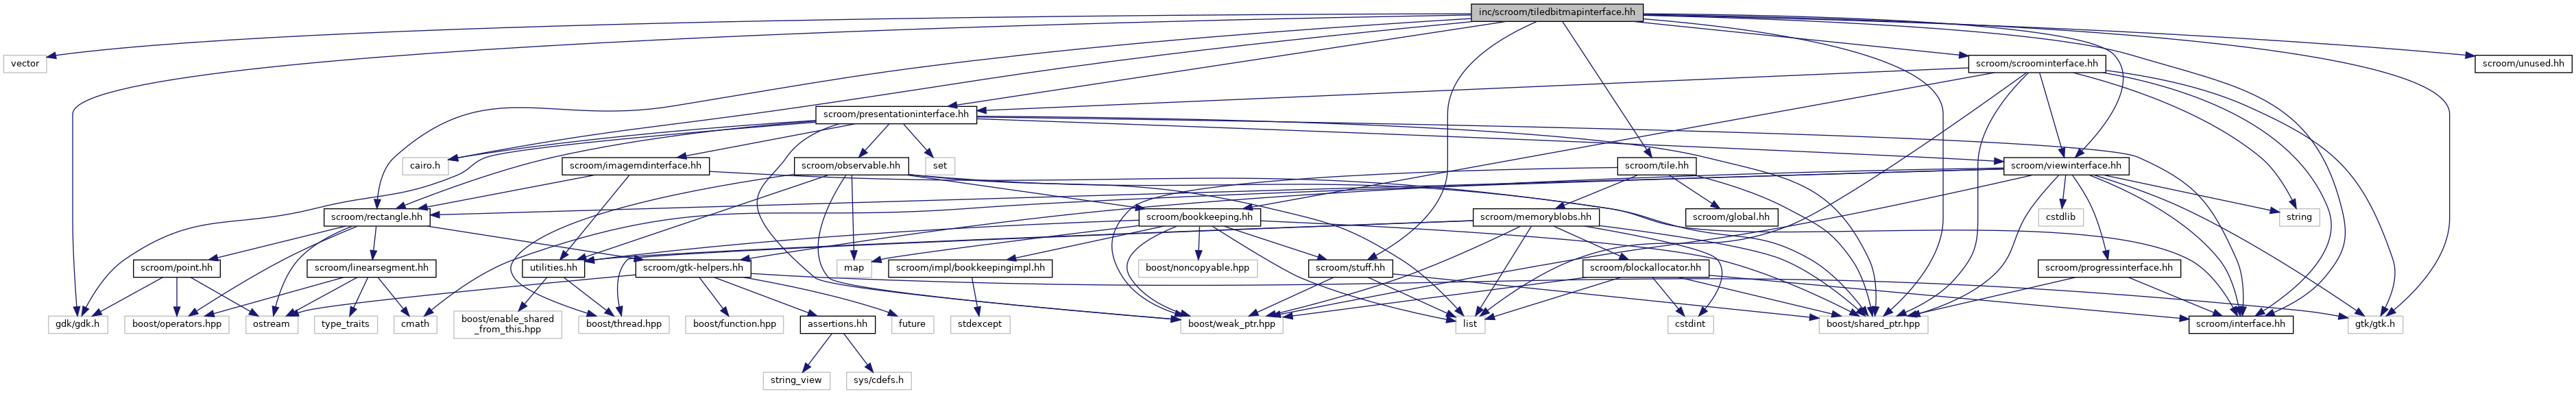 inc/scroom/tiledbitmapinterface.hh
vector
scroom/scroominterface.hh
scroom/unused.hh
scroom/presentationinterface.hh
cairo.h
scroom/imagemdinterface.hh
scroom/observable.hh
set
scroom/tile.hh
scroom/viewinterface.hh
scroom/rectangle.hh
scroom/bookkeeping.hh
scroom/memoryblobs.hh
scroom/global.hh
cstdlib
string
scroom/point.hh
scroom/linearsegment.hh
utilities.hh
scroom/gtk-helpers.hh
map
scroom/impl/bookkeepingimpl.hh
boost/noncopyable.hpp
scroom/stuff.hh
scroom/blockallocator.hh
scroom/progressinterface.hh
gdk/gdk.h
boost/operators.hpp
ostream
type_traits
cmath
boost/enable_shared
_from_this.hpp
boost/thread.hpp
boost/function.hpp
assertions.hh
future
stdexcept
boost/weak_ptr.hpp
list
cstdint
boost/shared_ptr.hpp
scroom/interface.hh
gtk/gtk.h
string_view
sys/cdefs.h